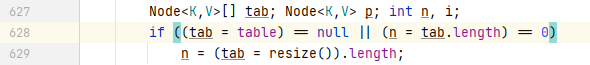 627 Node<K,V>[] tab; Node<K,V> p; int n, i;
628 if ((tab = table) == null || (n = tab.length) == 0)
629 n = (tab = resize()).length;